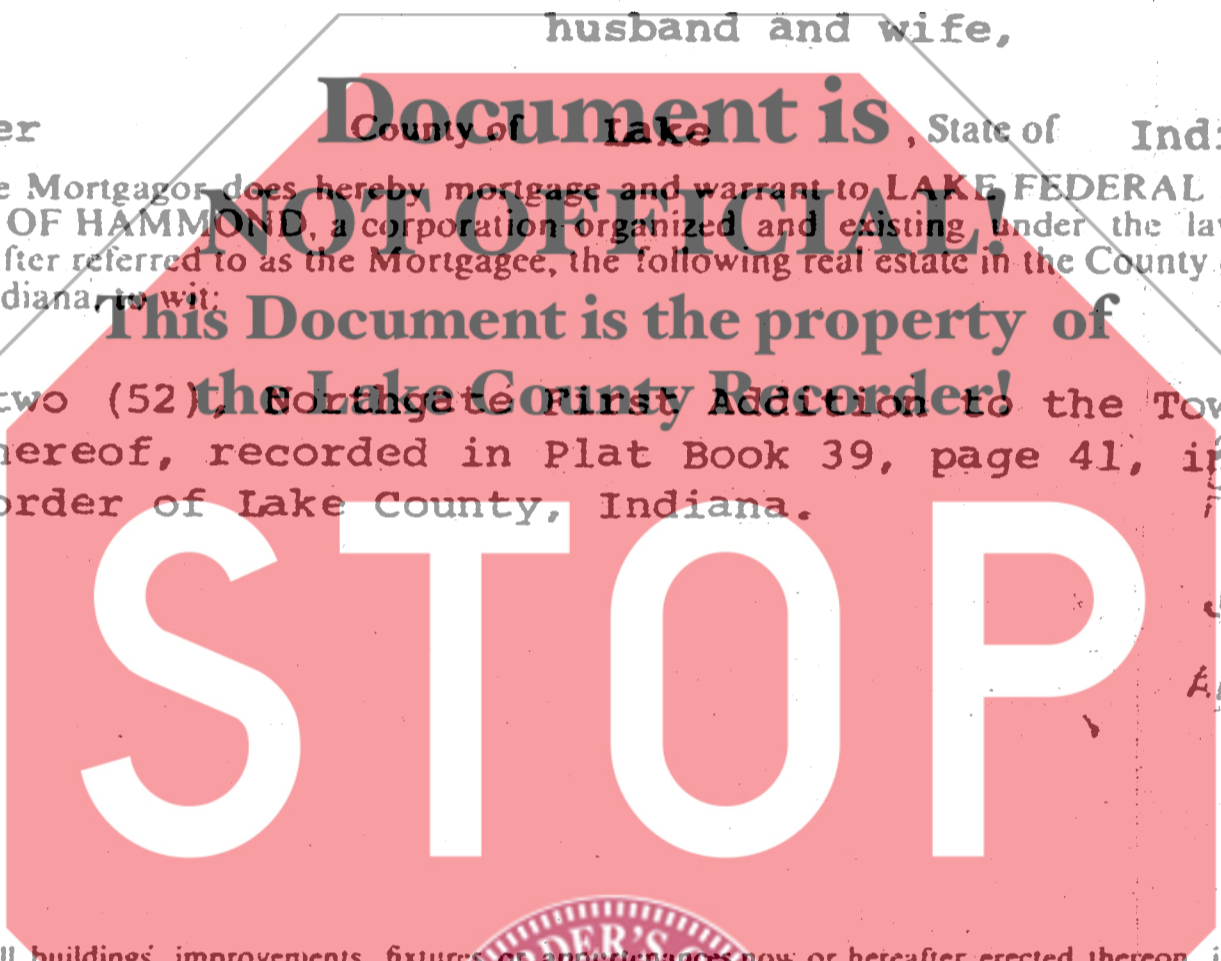 husband and wife,
Document is
er County of Lake , State of Indi
e Mortgagor does hereby mortgage and warrant to LAKE FEDERAL
NOT OFFICIAL!
OF HAMMOND, a corporation organized and existing under the law
fter referred to as the Mortgagee, the following real estate in the County
diana, to wit:
This Document is the property of
the Lake County Recorder!
two (52), Northgate First Addition to the Tow
hereof, recorded in Plat Book 39, page 41, in
order of Lake County, Indiana.
STOP
DER'S O
ll buildings, improvements, fixtures or appurtenances now or hereafter erected thereon